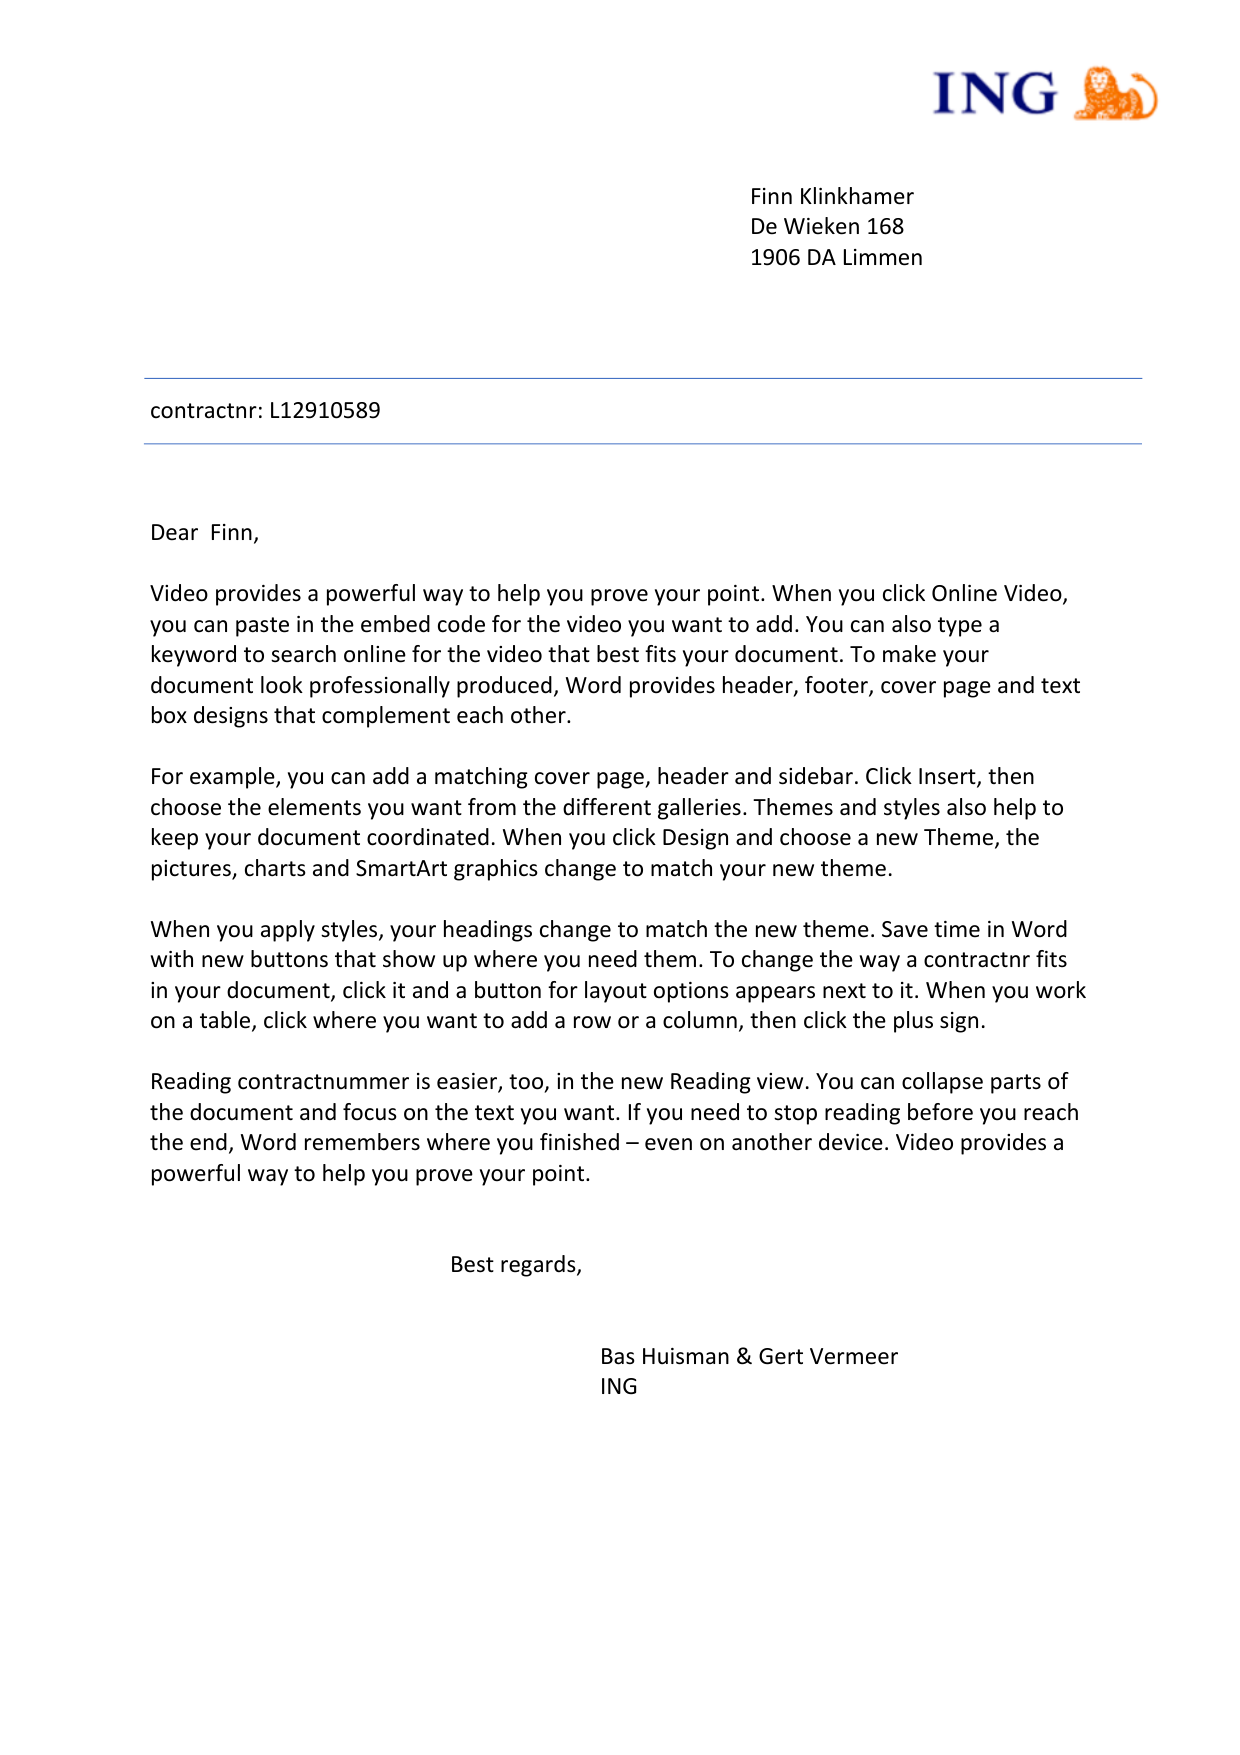 ING
Finn Klinkhamer
De Wieken 168
1906 DA Limmen
contractnr: L12910589
Dear  Finn,
Video provides a powerful way to help you prove your point. When you click Online Video,
you can paste in the embed code for the video you want to add. You can also type a
keyword to search online for the video that best fits your document. To make your
document look professionally produced, Word provides header, footer, cover page and text
box designs that complement each other.
For example, you can add a matching cover page, header and sidebar. Click Insert, then
choose the elements you want from the different galleries. Themes and styles also help to
keep your document coordinated. When you click Design and choose a new Theme, the
pictures, charts and SmartArt graphics change to match your new theme.
When you apply styles, your headings change to match the new theme. Save time in Word
with new buttons that show up where you need them. To change the way a contractnr fits
in your document, click it and a button for layout options appears next to it. When you work
on a table, click where you want to add a row or a column, then click the plus sign.
Reading contractnummer is easier, too, in the new Reading view. You can collapse parts of
the document and focus on the text you want. If you need to stop reading before you reach
the end, Word remembers where you finished – even on another device. Video provides a
powerful way to help you prove your point.
Best regards,
Bas Huisman & Gert Vermeer
ING